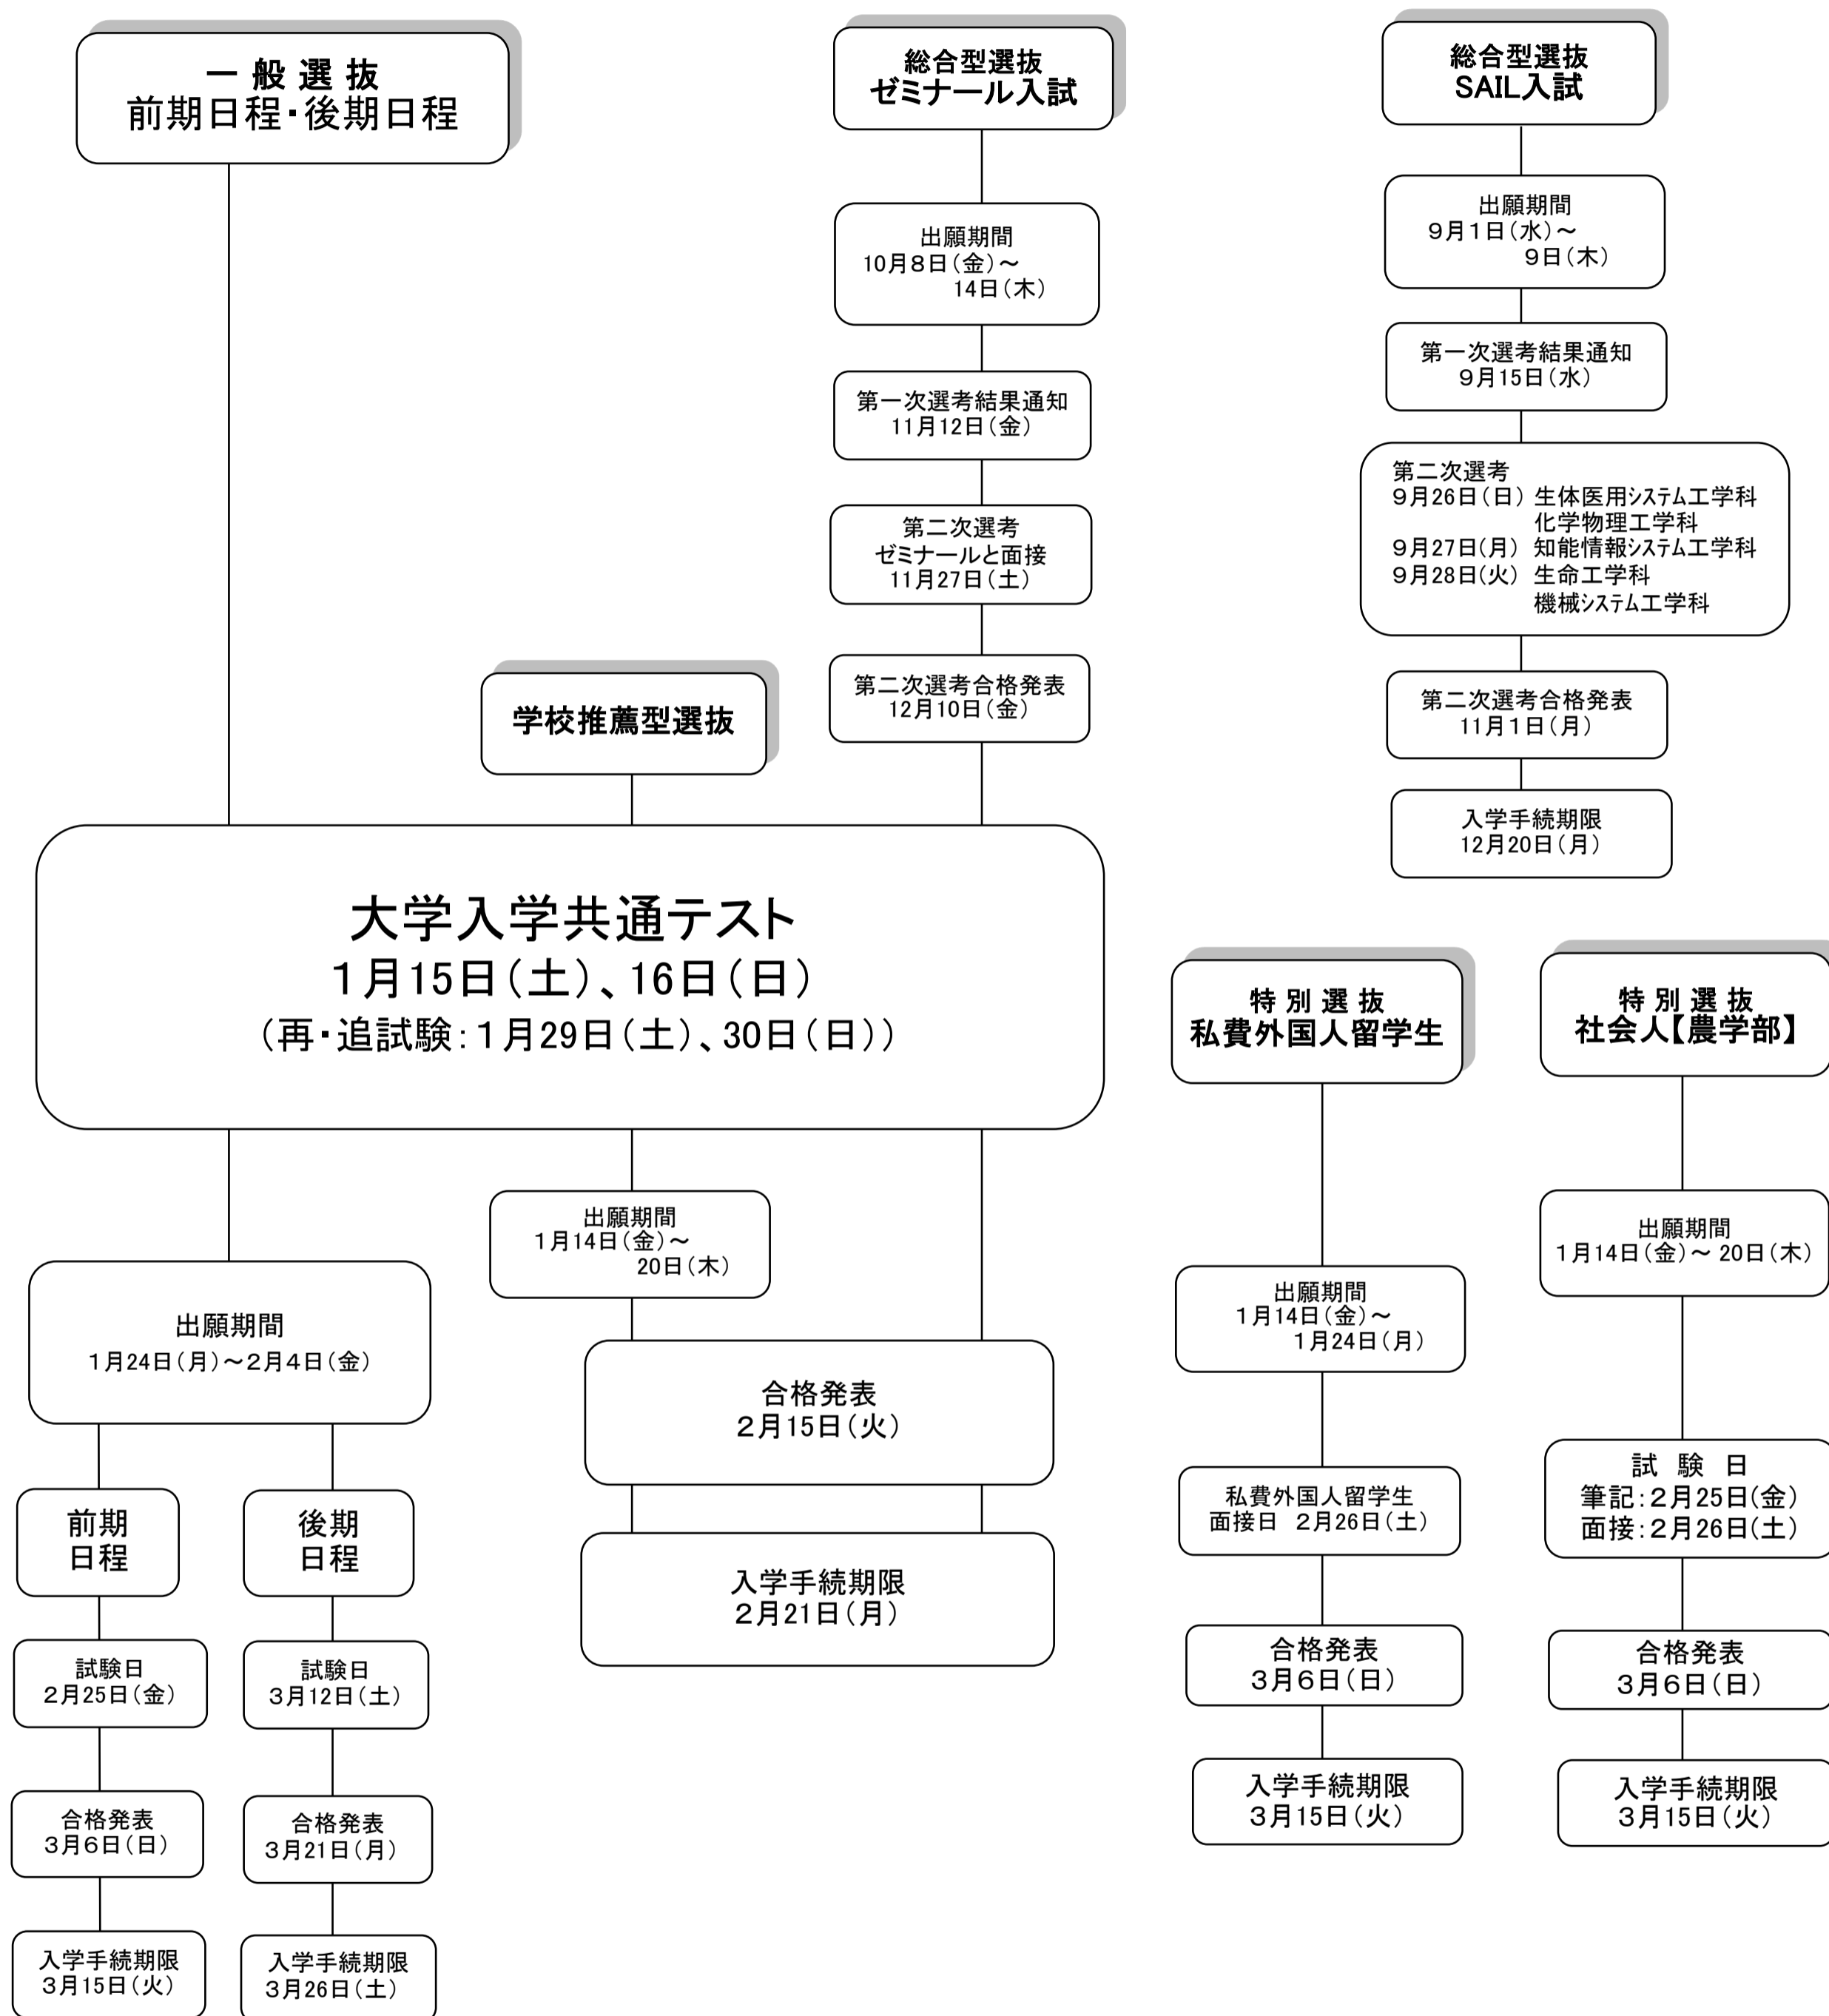 一 般 選 抜
前期日程・後期日程
総合型選抜
ゼミナール入試
出願期間
10月８日（金）～
14日（木）
第一次選考結果通知
11月12日（金）
第二次選考
ゼミナールと面接
11月27日（土）
第二次選考合格発表
12月10日（金）
総合型選抜
SAIL入試
出願期間
９月１日（水）～
９日（木）
第一次選考結果通知
９月15日（水）
第二次選考
９月26日（日） 生体医用システム工学科
化学物理工学科
９月27日（月） 知能情報システム工学科
９月28日（火） 生命工学科
機械システム工学科
第二次選考合格発表
11月１日（月）
入学手続期限
12月20日（月）
学校推薦型選抜
大学入学共通テスト
１月15日（土）、16日（日）
（再・追試験：１月29日（土）、30日（日））
出願期間
１月24日（月）～２月４日（金）
前期
日程
試験日
２月25日（金）
合格発表
３月６日（日）
入学手続期限
３月15日（火）
後期
日程
試験日
３月12日（土）
合格発表
３月21日（月）
入学手続期限
３月26日（土）
出願期間
１月14日（金）～
20日（木）
合格発表
２月15日（火）
入学手続期限
２月21日（月）
特 別 選 抜
私費外国人留学生
出願期間
１月14日（金）～
１月24日（月）
私費外国人留学生
面接日　２月26日（土）
合格発表
３月６日（日）
入学手続期限
３月15日（火）
特 別 選 抜
社会人【農学部】
出願期間
１月14日（金）～ 20日（木）
試　験　日
筆記：２月25日（金）
面接：２月26日（土）
合格発表
３月６日（日）
入学手続期限
３月15日（火）